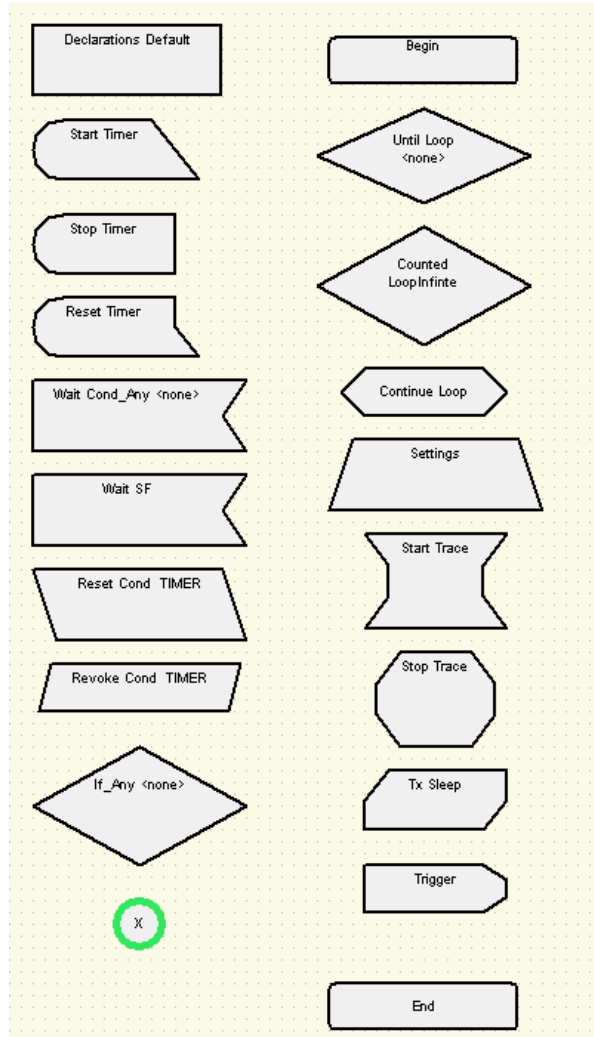 Declarations Default
Start Timer
Stop Timer
Reset Timer
Wait Cond_Any <none>
Wait SF
Reset Cond TIMER
Revoke Cond TIMER
If_Any <none>
X
Begin
Until Loop
<none>
Counted
LoopInfinte
Continue Loop
Settings
Start Trace
Stop Trace
Tx Sleep
Trigger
End